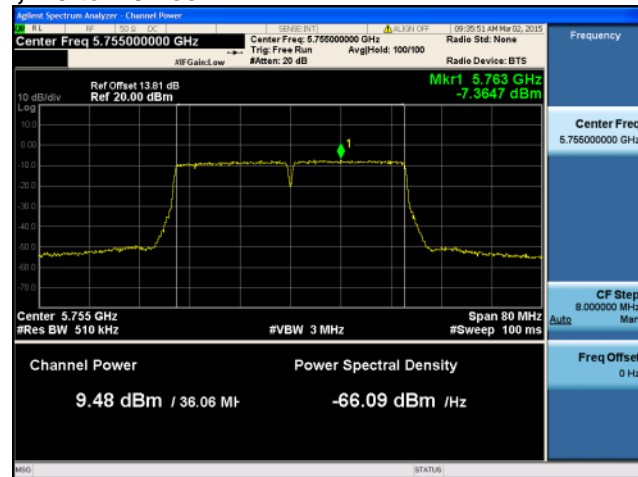 Agilent Spectrum Analyzer - Channel Power
RL RF 50 Ω DC SENSE:INT ALIGN OFF 09:35:51 AM Mar 02, 2015
Center Freq 5.755000000 GHz
Center Freq: 5.755000000 GHz
Radio Std: None
Trig: Free Run Avg|Hold: 100/100
#IFGain:Low #Atten: 20 dB Radio Device: BTS
Frequency
Mkr1 5.763 GHz
-7.3647 dBm
Ref Offset 13.81 dB
10 dB/div Ref 20.00 dBm
Log
10.0
0.00
-10.0
-20.0
-30.0
-40.0
-50.0
-60.0
-70.0
1
Center Freq
5.755000000 GHz
Center 5.755 GHz Span 80 MHz
#Res BW 510 kHz #VBW 3 MHz #Sweep 100 ms
CF Step
8.000000 MHz
Auto Man
Channel Power Power Spectral Density
9.48 dBm / 36.06 MH -66.09 dBm /Hz
Freq Offset
0 Hz
MSG STATUS